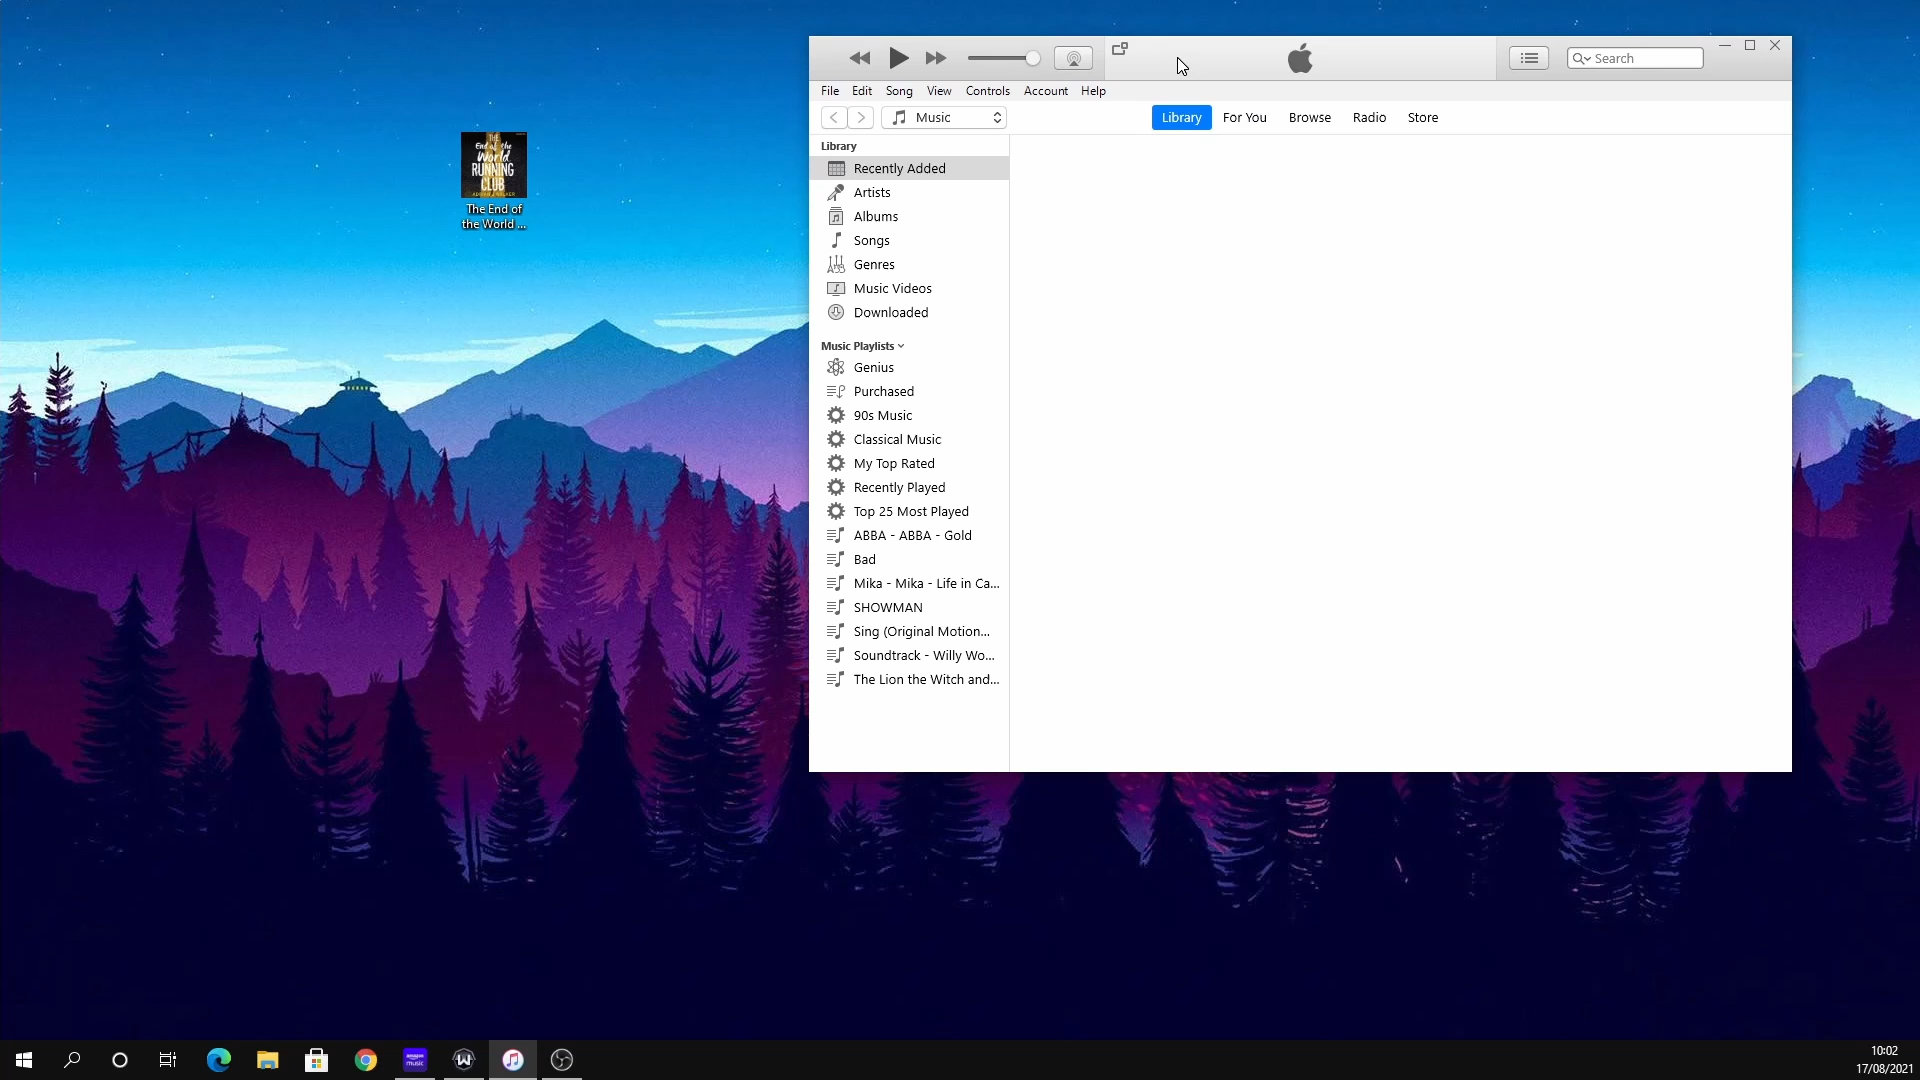 Search
File Edit Song View Controls Account Help
Music
Library For You Browse Radio Store
Library
Recently Added
Artists
Albums
Songs
Genres
Music Videos
Downloaded
Music Playlists
Genius
Purchased
90s Music
Classical Music
My Top Rated
Recently Played
Top 25 Most Played
ABBA - ABBA - Gold
Bad
Mika - Mika - Life in Ca...
SHOWMAN
Sing (Original Motion...
Soundtrack - Willy Wo...
The Lion the Witch and...
THE
End of the
World
RUNNING
CLUB
The End of
the World ...
amazon
music
10:02
17/08/2021